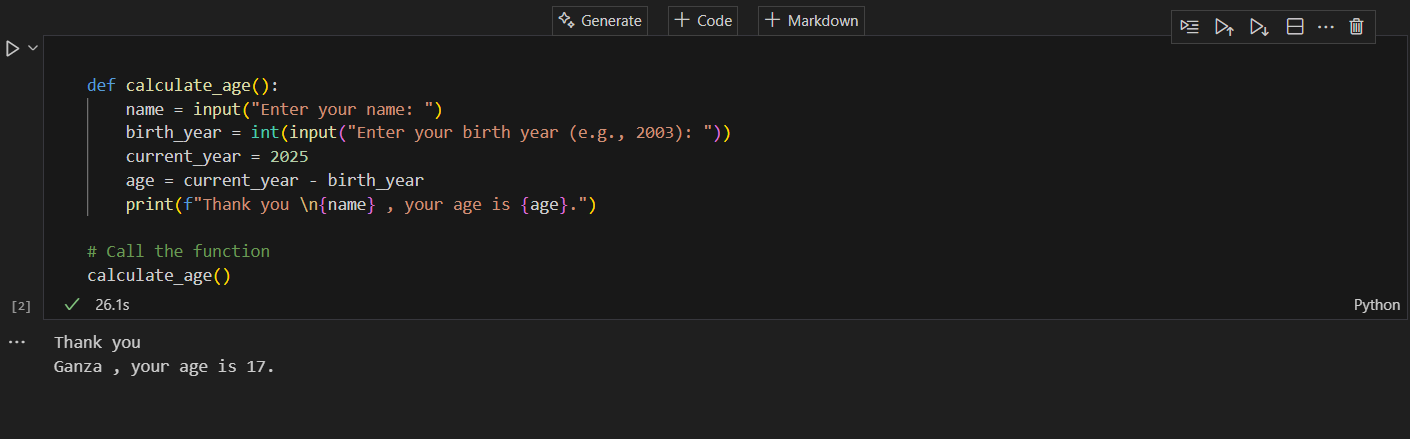 Generate + Code + Markdown
def calculate_age():
    name = input("Enter your name: ")
    birth_year = int(input("Enter your birth year (e.g., 2003): "))
    current_year = 2025
    age = current_year - birth_year
    print(f"Thank you \n{name} , your age is {age}.")
# Call the function
calculate_age()
[2] ✓ 26.1s Python
... Thank you
Ganza , your age is 17.